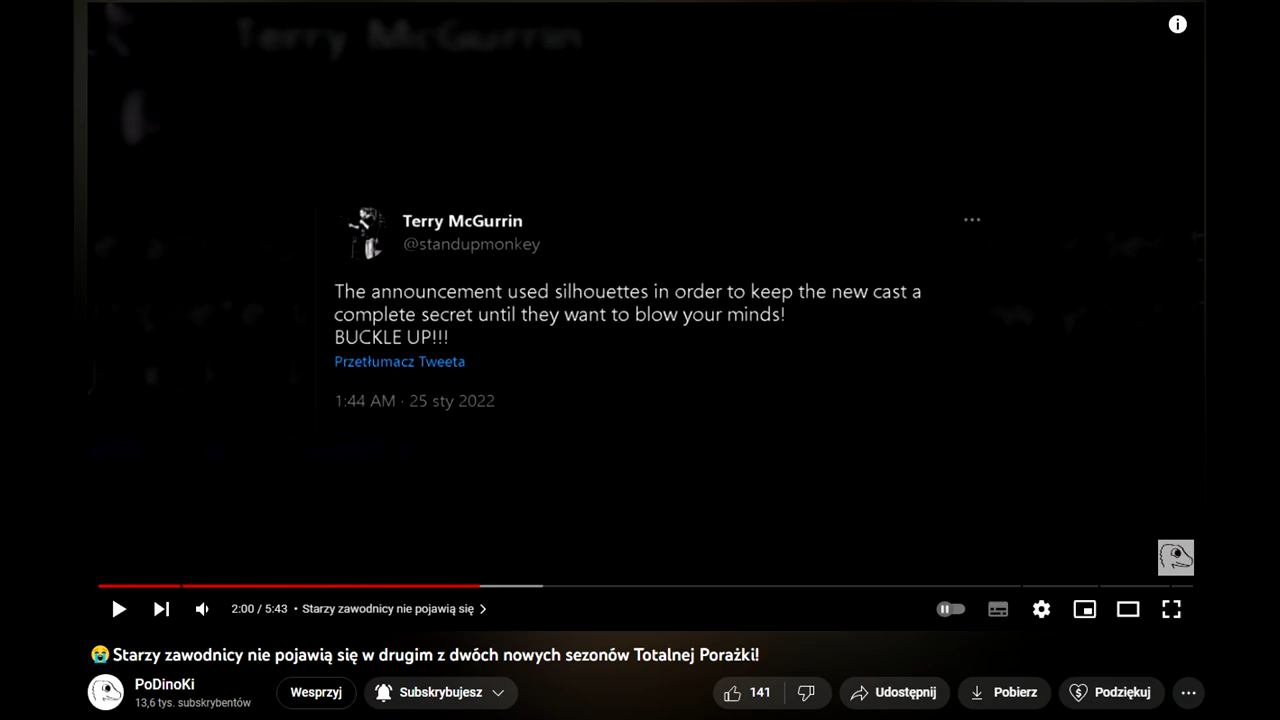 Terry McGurrin
Terry McGurrin
@standupmonkey
The announcement used silhouettes in order to keep the new cast a
complete secret until they want to blow your minds!
BUCKLE UP!!!
Przetłumacz Tweeta
1:44 AM · 25 sty 2022
2:00 / 5:43 • Starzy zawodnicy nie pojawią się
😭Starzy zawodnicy nie pojawią się w drugim z dwóch nowych sezonów Totalnej Porażki!
PoDinoKi
13,6 tys. subskrybentów
Wesprzyj
Subskrybujesz
141
Udostępnij
Pobierz
Podziękuj